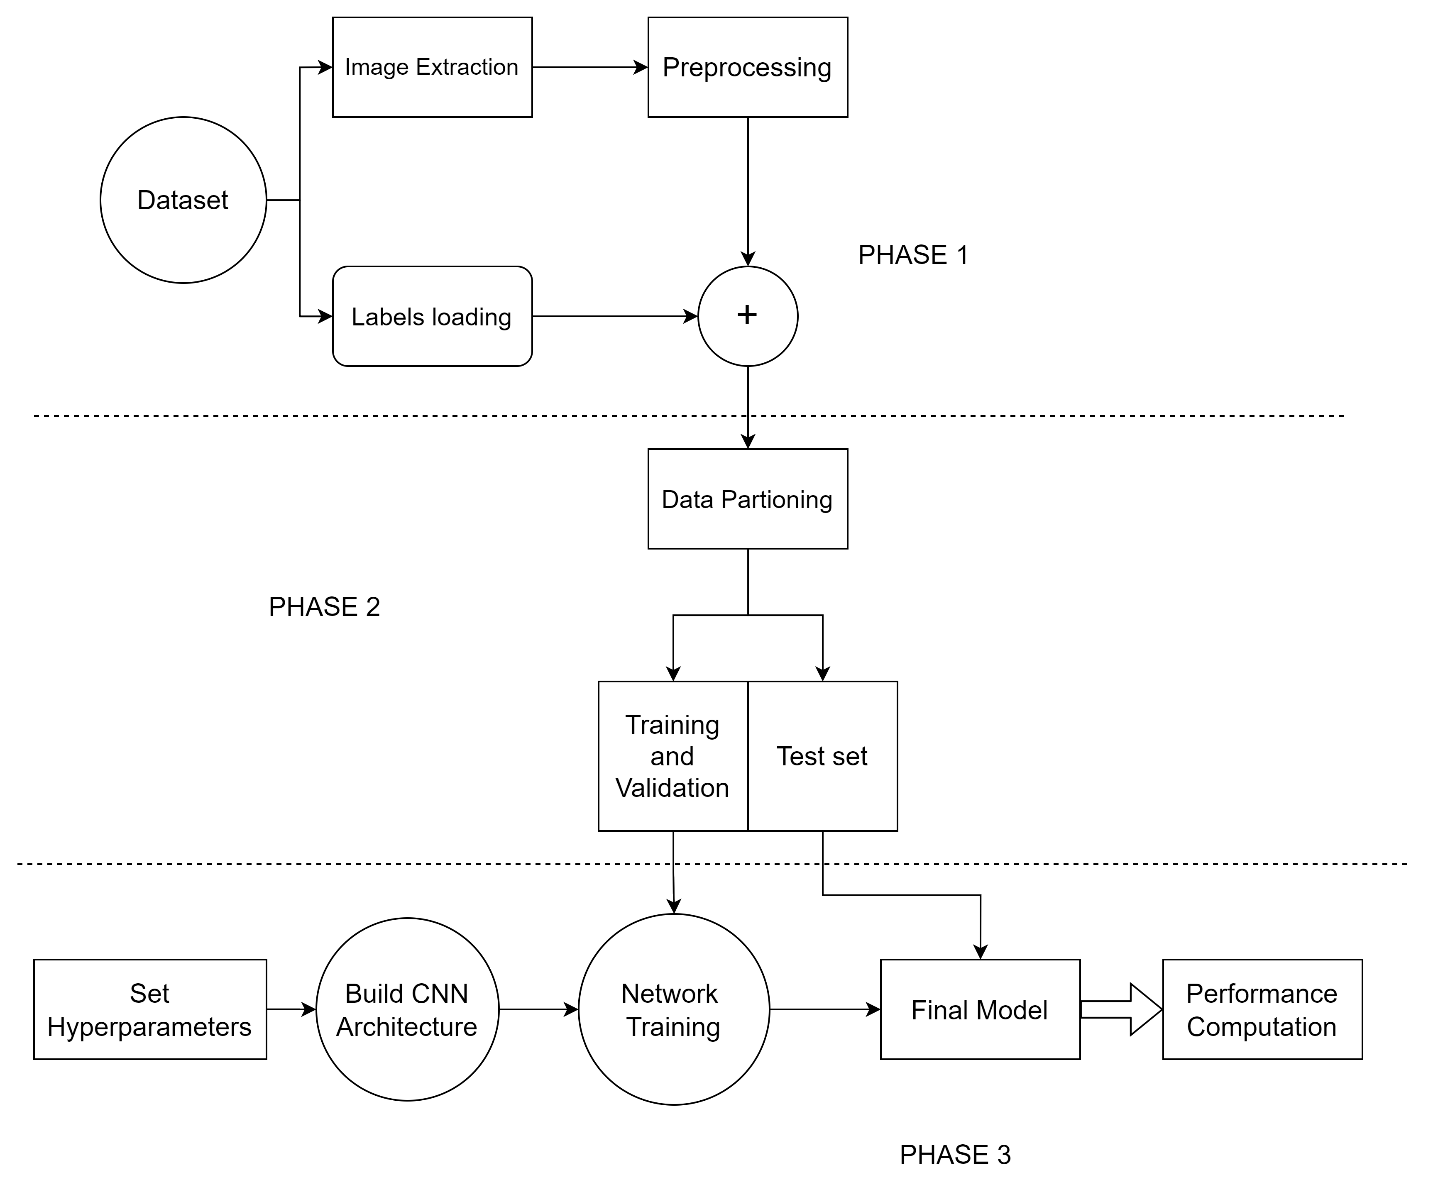 Image Extraction
Preprocessing
Dataset
PHASE 1
Labels loading
+
Data Partioning
PHASE 2
Training
and
Validation
Test set
Set
Hyperparameters
Build CNN
Architecture
Network
Training
Final Model
Performance
Computation
PHASE 3